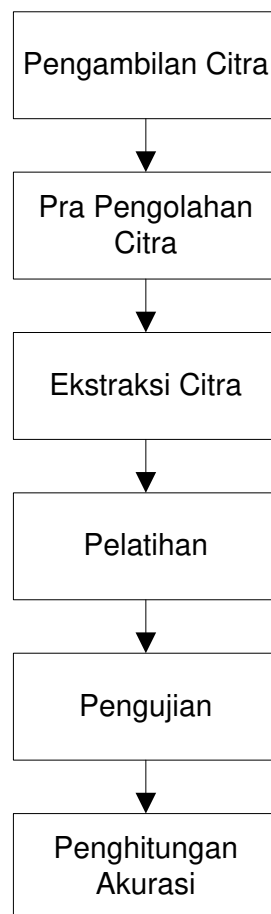 Pengambilan Citra
Pra Pengolahan
Citra
Ekstraksi Citra
Pelatihan
Pengujian
Penghitungan
Akurasi